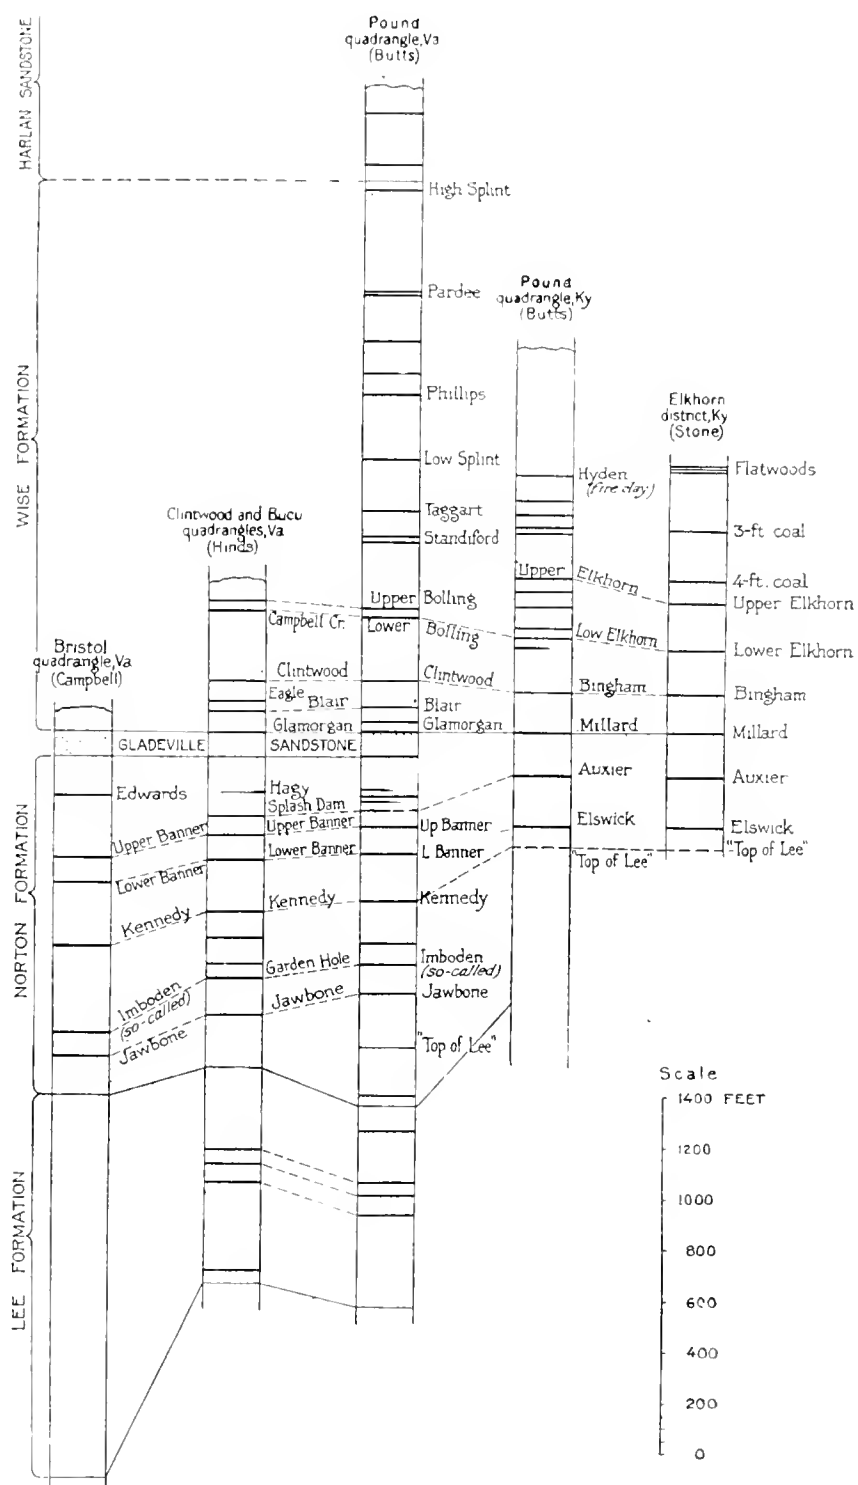 HARLAN SANDSTONE
WISE FORMATION
NORTON FORMATION
LEE FORMATION
Bristol
quadrangle, Va
(Campbell)
GLADEVILLE SANDSTONE
Edwards
Upper Banner
Lower Banner
Kennedy
Imboden
(so-called)
Jawbone
Clintwood and Bucu
quadrangles, Va
(Hinds)
Campbell Cr.
Clintwood
Eagle
Blair
Glamorgan
Hagy
Splash Dam
Upper Banner
Lower Banner
Kennedy
Garden Hole
Jawbone
Pound
quadrangle, Va
(Butts)
High Splint
Pardee
Phillips
Low Splint
Taggart
Standiford
Upper Bolling
Lower Bolling
Clintwood
Blair
Glamorgan
Up Banner
L Banner
Kennedy
Imboden
(so-called)
Jawbone
"Top of Lee"
Pound
quadrangle, Ky
(Butts)
Hyden
(fire clay)
Upper Elkhorn
Low Elkhorn
Bingham
Millard
Auxier
Elswick
"Top of Lee"
Elkhorn
district, Ky
(Stone)
Flatwoods
3-ft coal
4-ft. coal
Upper Elkhorn
Lower Elkhorn
Bingham
Millard
Auxier
Elswick
"Top of Lee"
Scale
1400 FEET
1200
1000
800
600
400
200
0